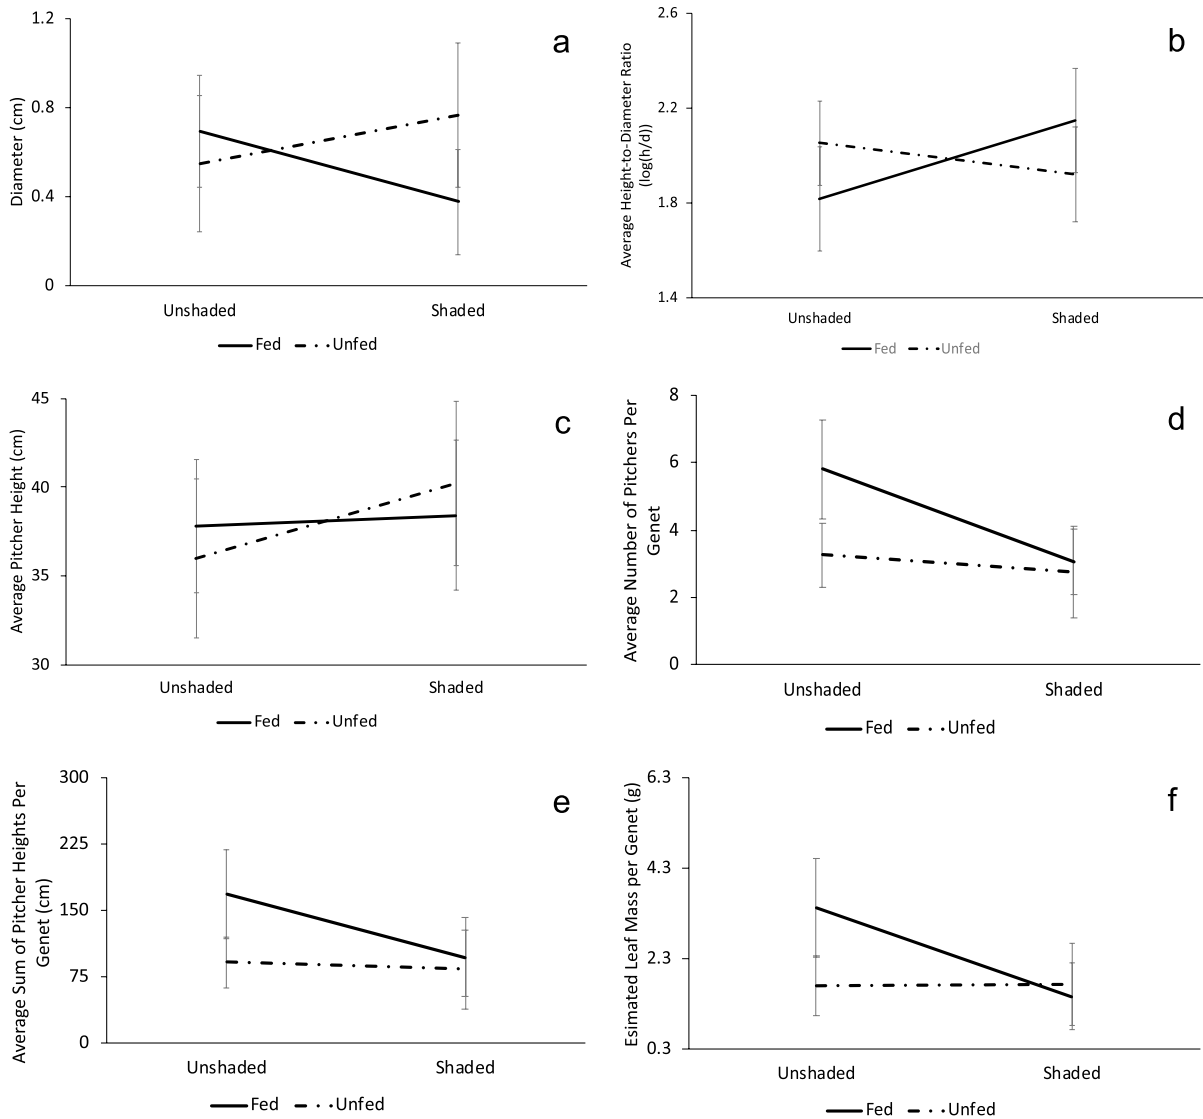 a
Diameter (cm)
1.2
0.8
0.4
0
Unshaded Shaded
Fed Unfed
b
Average Height-to-Diameter Ratio
(log(h/d))
2.6
2.2
1.8
1.4
Unshaded Shaded
Fed Unfed
c
Average Pitcher Height (cm)
45
40
35
30
Unshaded Shaded
Fed Unfed
d
Average Number of Pitchers Per
Genet
8
6
4
2
0
Unshaded Shaded
Fed Unfed
e
Average Sum of Pitcher Heights Per
Genet (cm)
300
225
150
75
0
Unshaded Shaded
Fed Unfed
f
Esimated Leaf Mass per Genet (g)
6.3
4.3
2.3
0.3
Unshaded Shaded
Fed Unfed